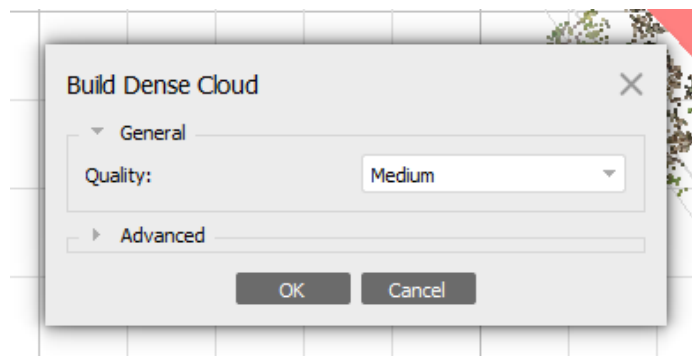 Build Dense Cloud
General
Quality: Medium
Advanced
OK Cancel